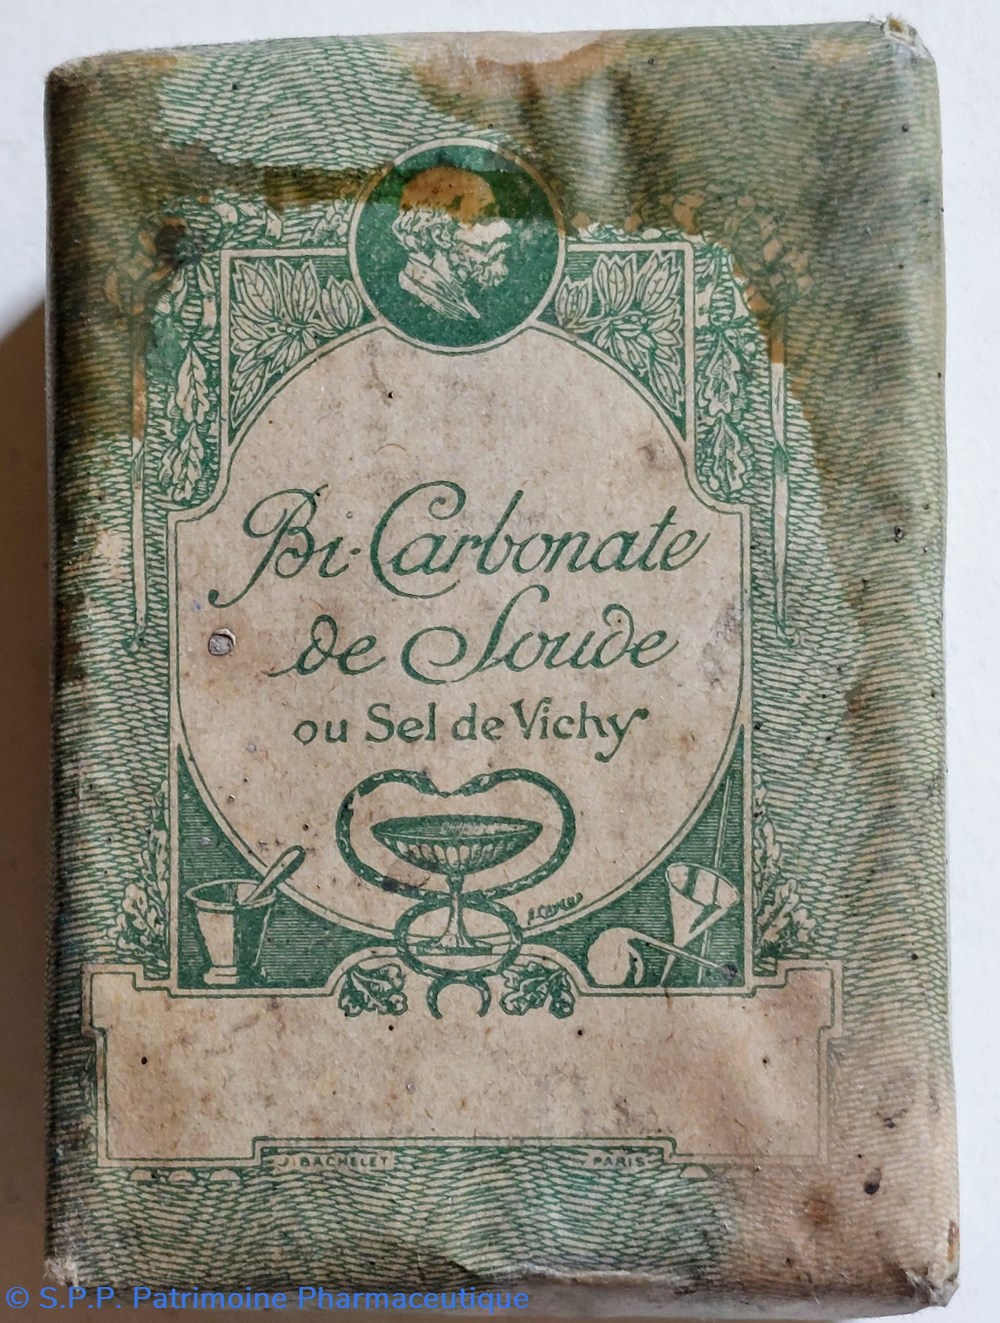 Bi-Carbonate
de Soude
ou Sel de Vichy
J. BACHELET PARIS
© S.P.P. Patrimoine Pharmaceutique